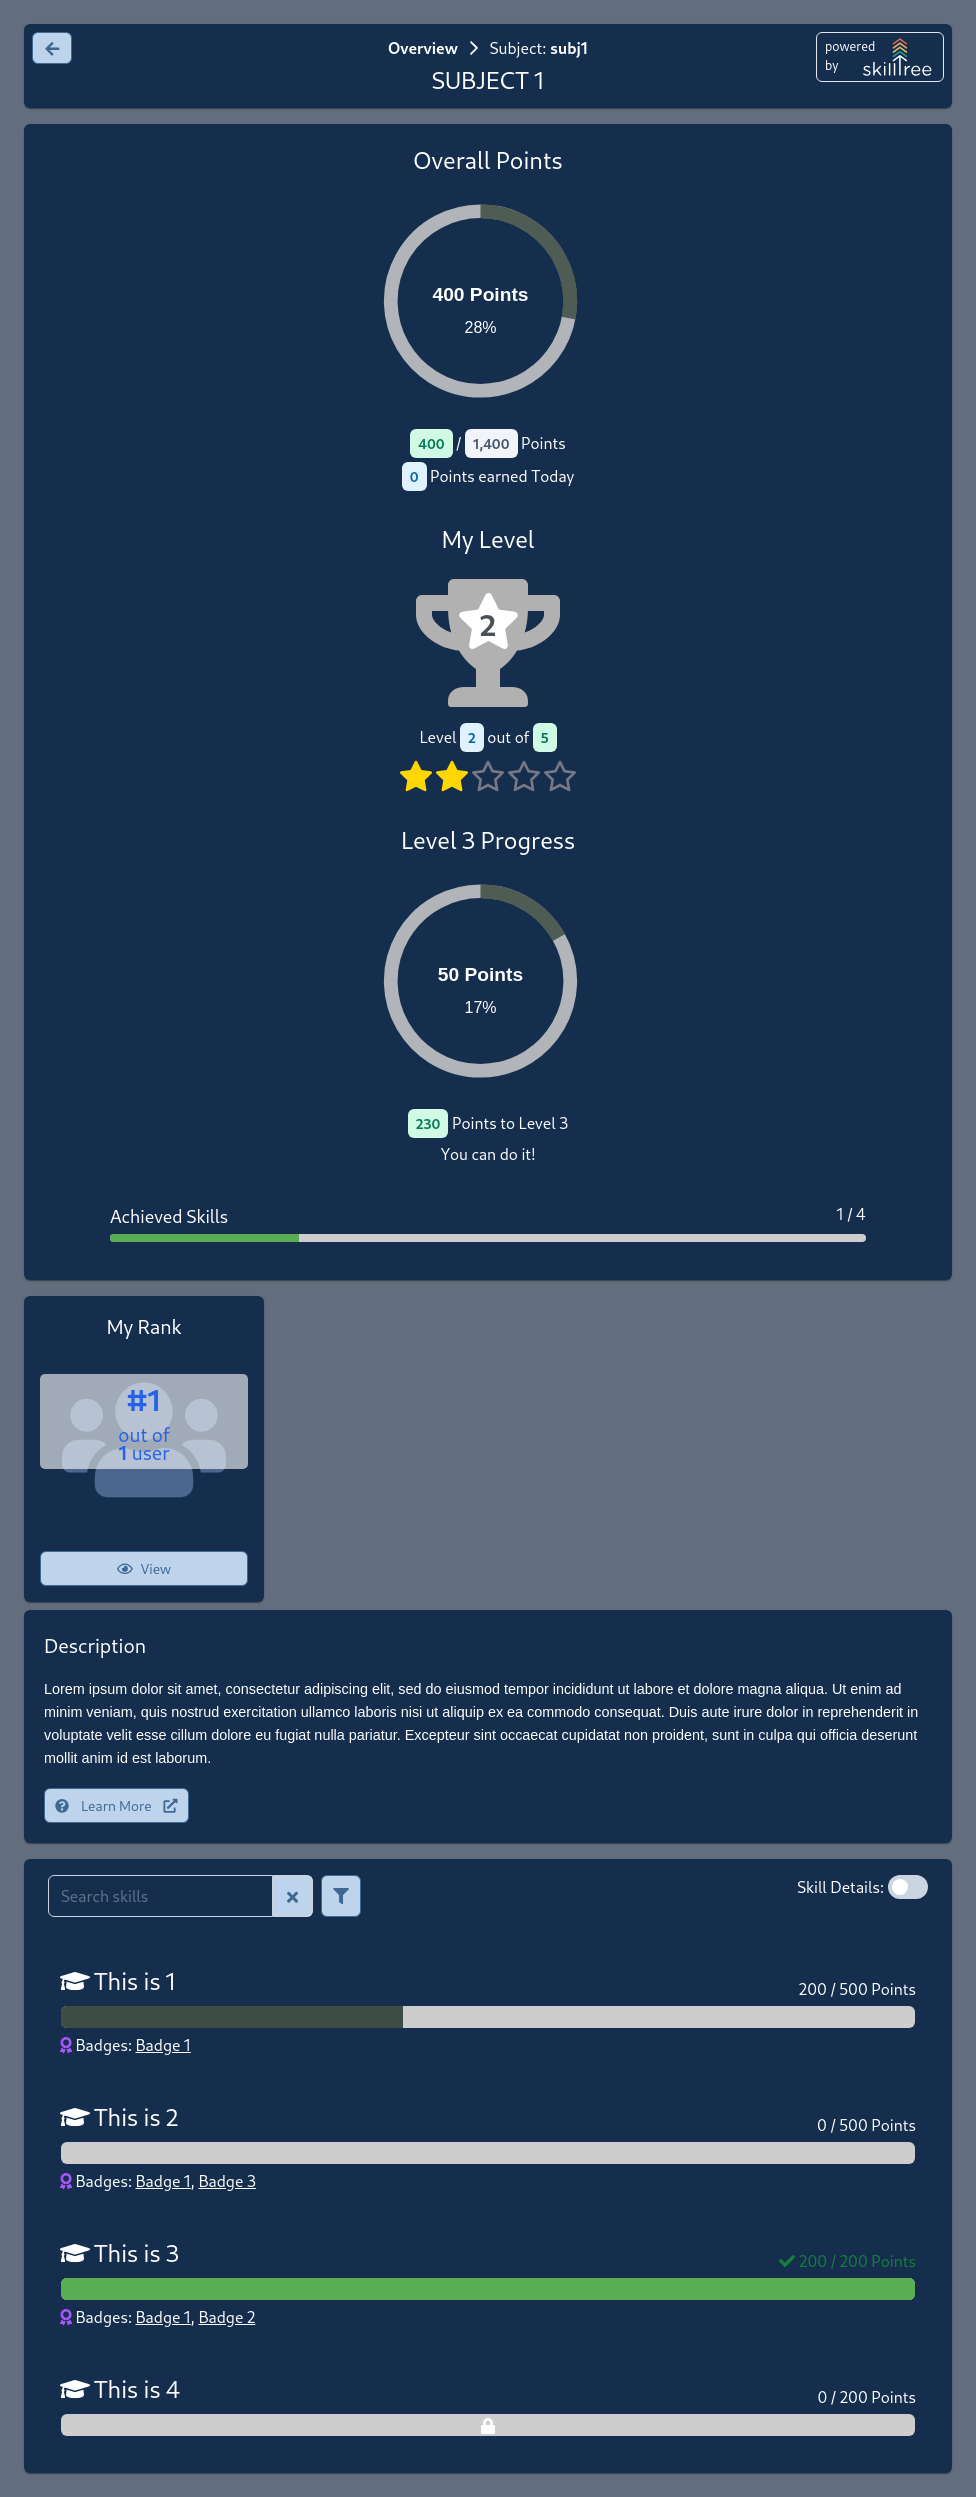 Overview > Subject: subj1
SUBJECT 1
powered
by skilltree
Overall Points
400 Points
28%
400 / 1,400 Points
0 Points earned Today
My Level
2
Level 2 out of 5
Level 3 Progress
50 Points
17%
230 Points to Level 3
You can do it!
Achieved Skills 1 / 4
My Rank
#1
out of
1 user
View
Description
Lorem ipsum dolor sit amet, consectetur adipiscing elit, sed do eiusmod tempor incididunt ut labore et dolore magna aliqua. Ut enim ad
minim veniam, quis nostrud exercitation ullamco laboris nisi ut aliquip ex ea commodo consequat. Duis aute irure dolor in reprehenderit in
voluptate velit esse cillum dolore eu fugiat nulla pariatur. Excepteur sint occaecat cupidatat non proident, sunt in culpa qui officia deserunt
mollit anim id est laborum.
Learn More
Search skills
Skill Details:
This is 1 200 / 500 Points
Badges: Badge 1
This is 2 0 / 500 Points
Badges: Badge 1, Badge 3
This is 3 200 / 200 Points
Badges: Badge 1, Badge 2
This is 4 0 / 200 Points